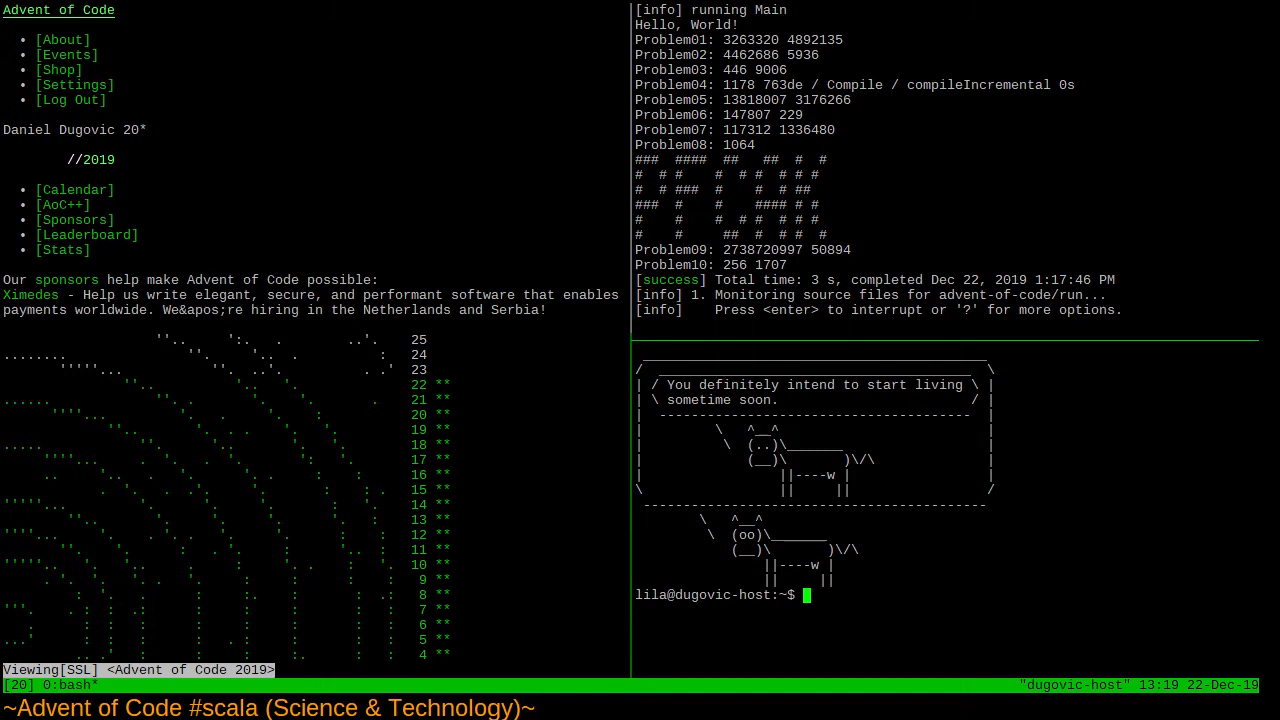 Advent of Code
• [About]
• [Events]
• [Shop]
• [Settings]
• [Log Out]
Daniel Dugovic 20*
//2019
• [Calendar]
• [AoC++]
• [Sponsors]
• [Leaderboard]
• [Stats]
Our sponsors help make Advent of Code possible:
Ximedes - Help us write elegant, secure, and performant software that enables
payments worldwide. We&apos;re hiring in the Netherlands and Serbia!
25
24
23
22 **
21 **
20 **
19 **
18 **
17 **
16 **
15 **
14 **
13 **
12 **
11 **
10 **
9 **
8 **
7 **
6 **
5 **
4 **
Viewing[SSL] <Advent of Code 2019>
[info] running Main
Hello, World!
Problem01: 3263320 4892135
Problem02: 4462686 5936
Problem03: 446 9006
Problem04: 1178 763de / Compile / compileIncremental 0s
Problem05: 13818007 3176266
Problem06: 147807 229
Problem07: 117312 1336480
Problem08: 1064
###  ####  ##   ##  #  #
#  # #    #  # #  # # #
#  # ###  #    #  # ##
###  #    #    #### # #
#    #    #  # #  # # #
#    #     ##  #  # #  #
Problem09: 2738720997 50894
Problem10: 256 1707
[success] Total time: 3 s, completed Dec 22, 2019 1:17:46 PM
[info] 1. Monitoring source files for advent-of-code/run...
[info]    Press <enter> to interrupt or '?' for more options.
/ You definitely intend to start living \
\ sometime soon. /
\   ^__^
\  (..)\_______
(__)\       )\/\
||----w |
||     ||
\   ^__^
\  (oo)\_______
(__)\       )\/\
||----w |
||     ||
lila@dugovic-host:~$
[20] 0:bash* "dugovic-host" 13:19 22-Dec-19
~Advent of Code #scala (Science & Technology)~